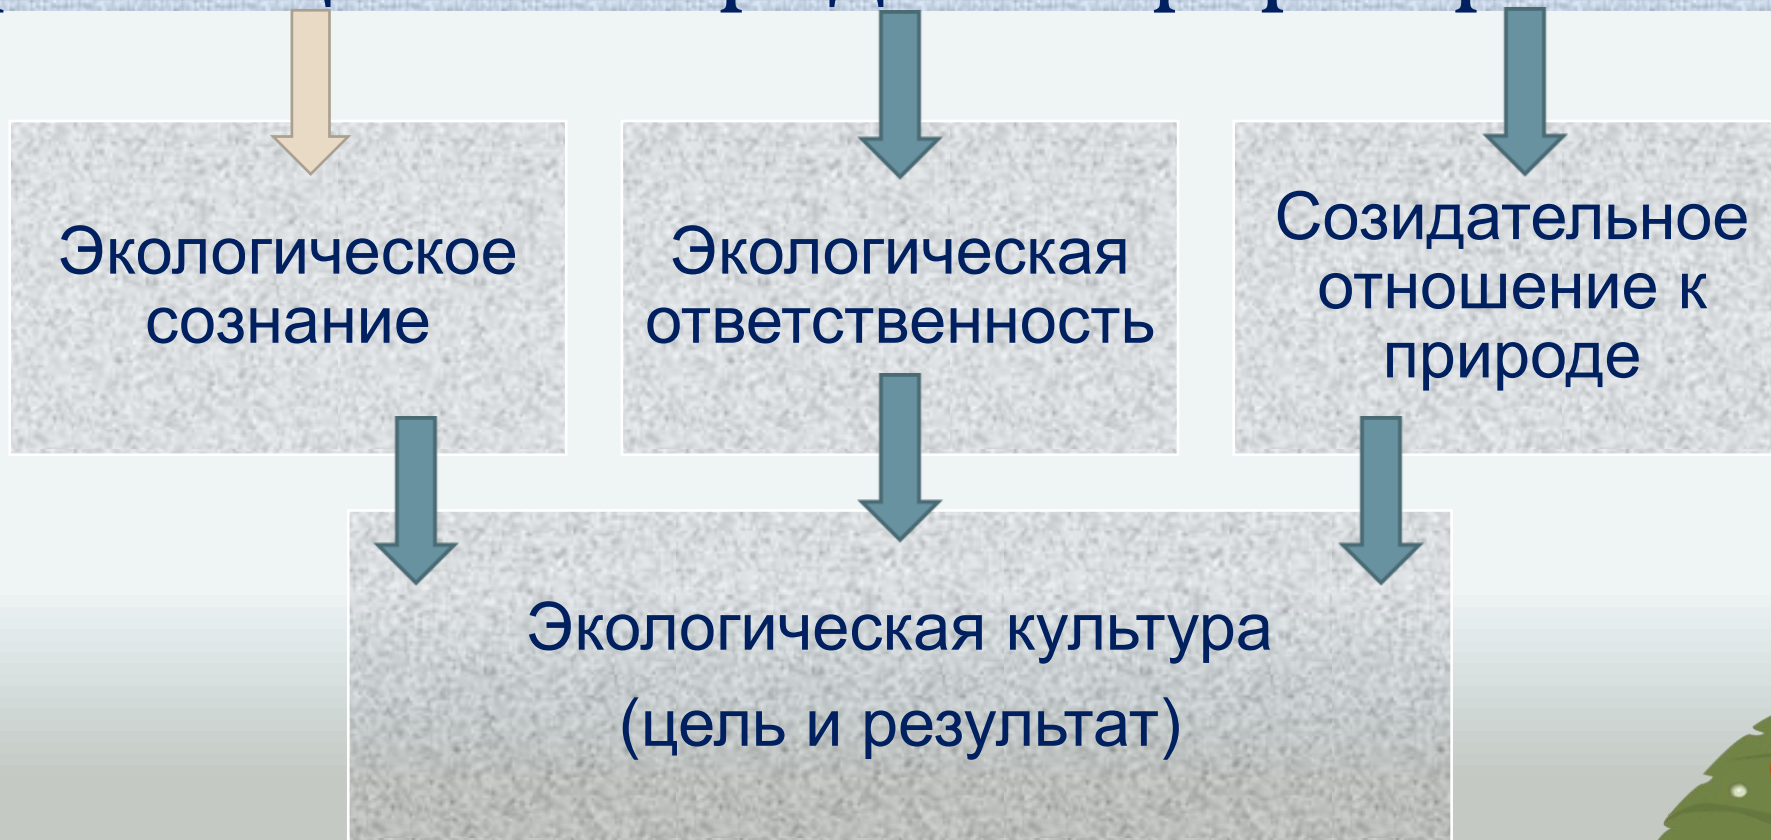 Экологическое
сознание
Экологическая
ответственность
Созидательное
отношение к
природе
Экологическая культура
(цель и результат)